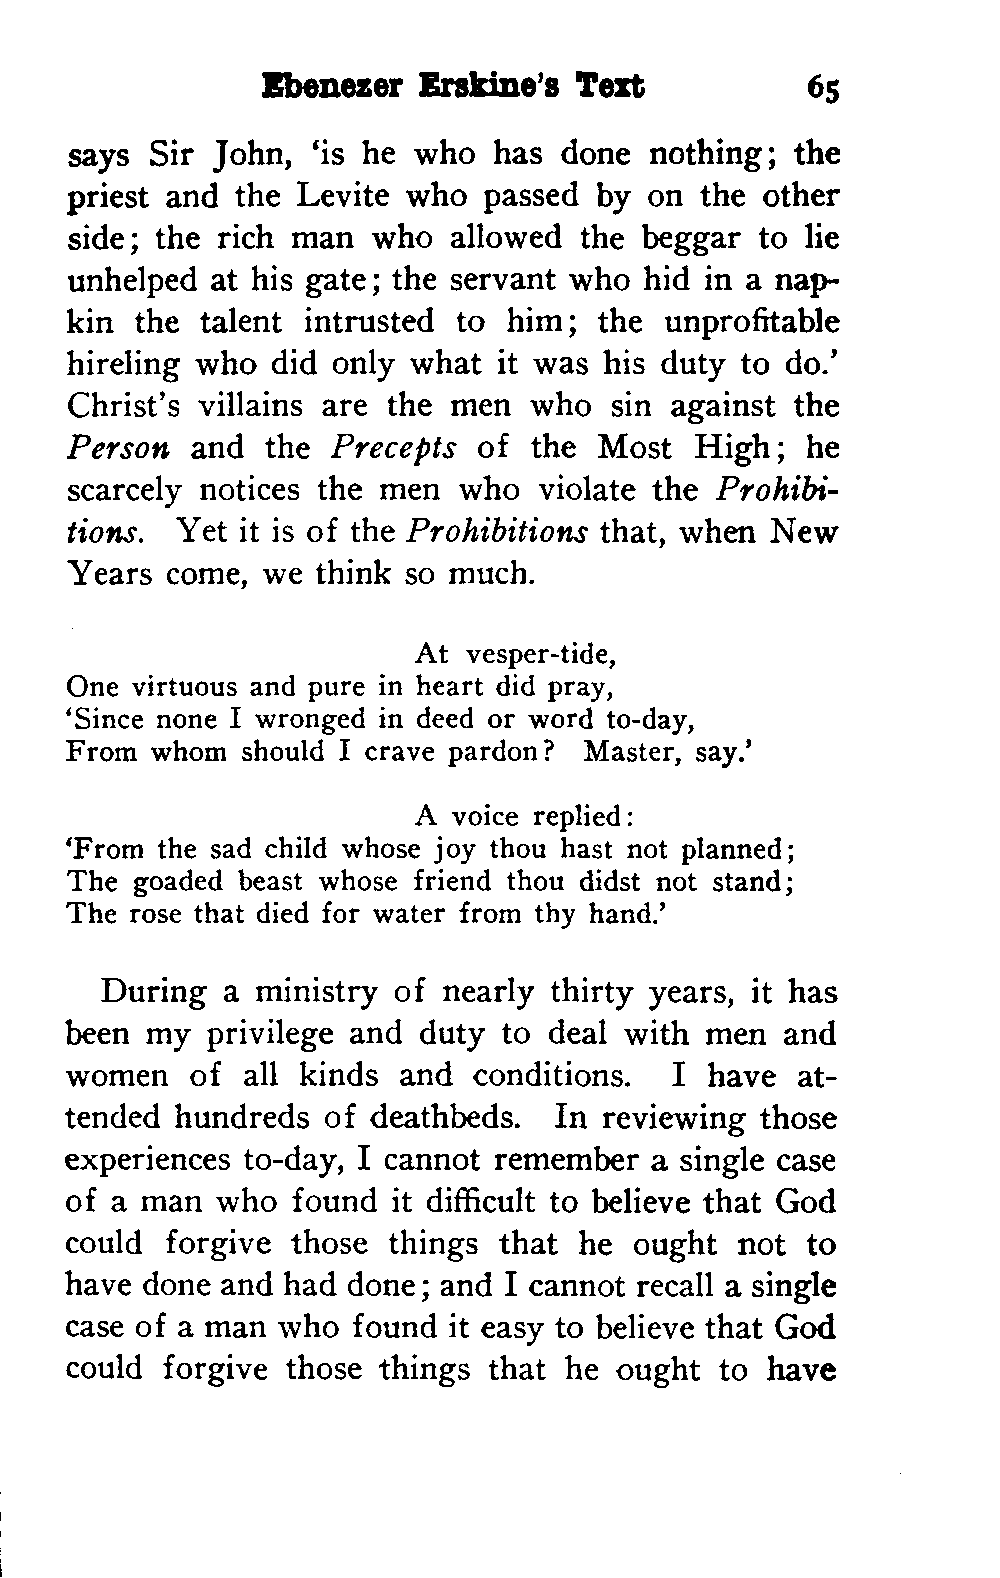 Ebenezer Erskine's Text 65
says Sir John, ‘is he who has done nothing; the
priest and the Levite who passed by on the other
side; the rich man who allowed the beggar to lie
unhelped at his gate; the servant who hid in a nap-
kin the talent intrusted to him; the unprofitable
hireling who did only what it was his duty to do.’
Christ’s villains are the men who sin against the
Person and the Precepts of the Most High; he
scarcely notices the men who violate the Prohibi-
tions. Yet it is of the Prohibitions that, when New
Years come, we think so much.
At vesper-tide,
One virtuous and pure in heart did pray,
‘Since none I wronged in deed or word to-day,
From whom should I crave pardon? Master, say.’
A voice replied:
‘From the sad child whose joy thou hast not planned;
The goaded beast whose friend thou didst not stand;
The rose that died for water from thy hand.’
During a ministry of nearly thirty years, it has
been my privilege and duty to deal with men and
women of all kinds and conditions. I have at-
tended hundreds of deathbeds. In reviewing those
experiences to-day, I cannot remember a single case
of a man who found it difficult to believe that God
could forgive those things that he ought not to
have done and had done; and I cannot recall a single
case of a man who found it easy to believe that God
could forgive those things that he ought to have